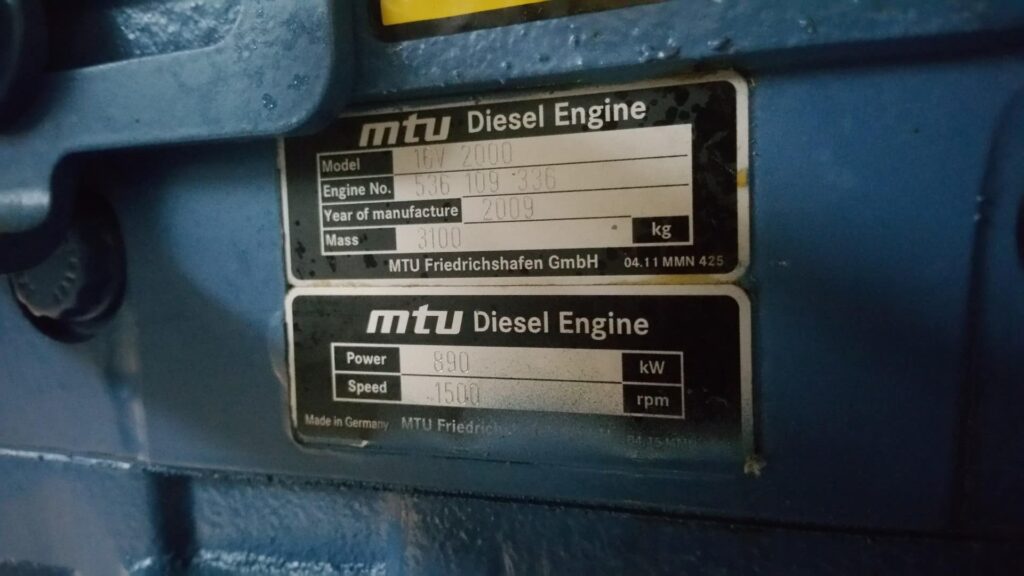 mtu Diesel Engine
Model 16V 2000
Engine No. 536 109 336
Year of manufacture 2009
Mass 3100 kg
MTU Friedrichshafen GmbH 04.11 MMN 425
mtu Diesel Engine
Power 890 kW
Speed 1500 rpm
Made in Germany MTU